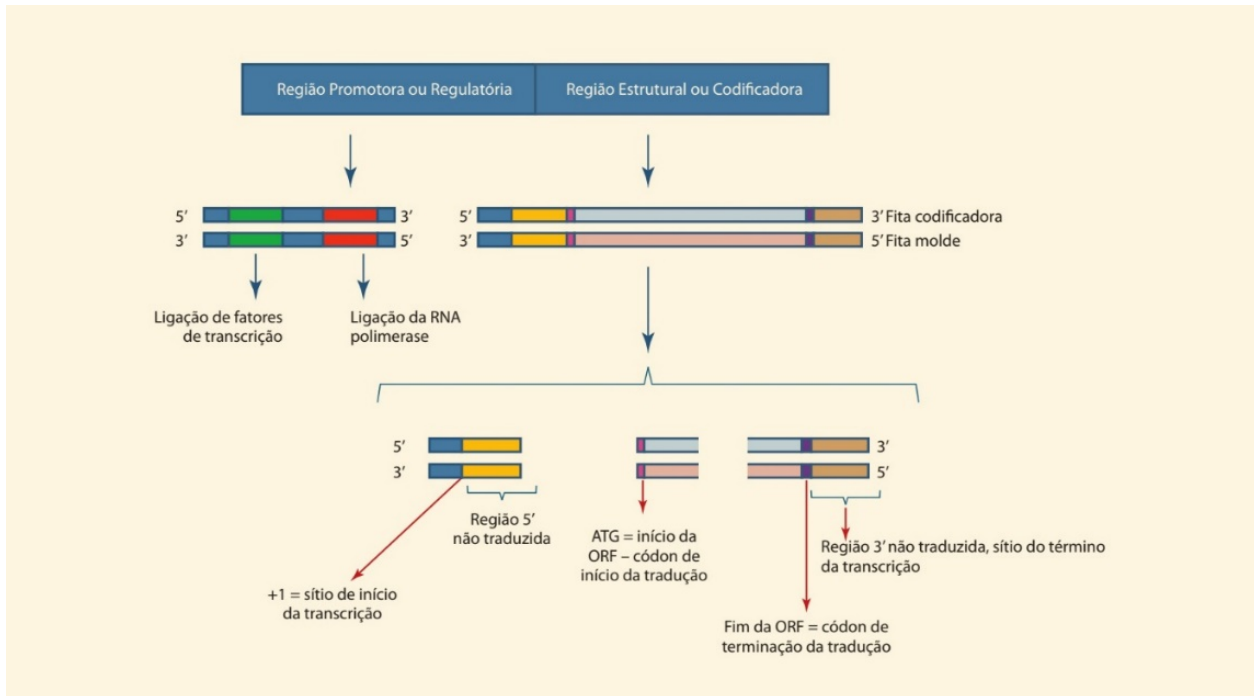 Região Promotora ou Regulatória
Região Estrutural ou Codificadora
5’
3’
5’
3’ Fita codificadora
3’
5’
3’
5’ Fita molde
Ligação de fatores
de transcrição
Ligação da RNA
polimerase
5’
3’
3’
5’
Região 5’
não traduzida
ATG = início da
ORF – códon de
início da tradução
Região 3’ não traduzida, sítio do término
da transcrição
+1 = sítio de início
da transcrição
Fim da ORF = códon de
terminação da tradução